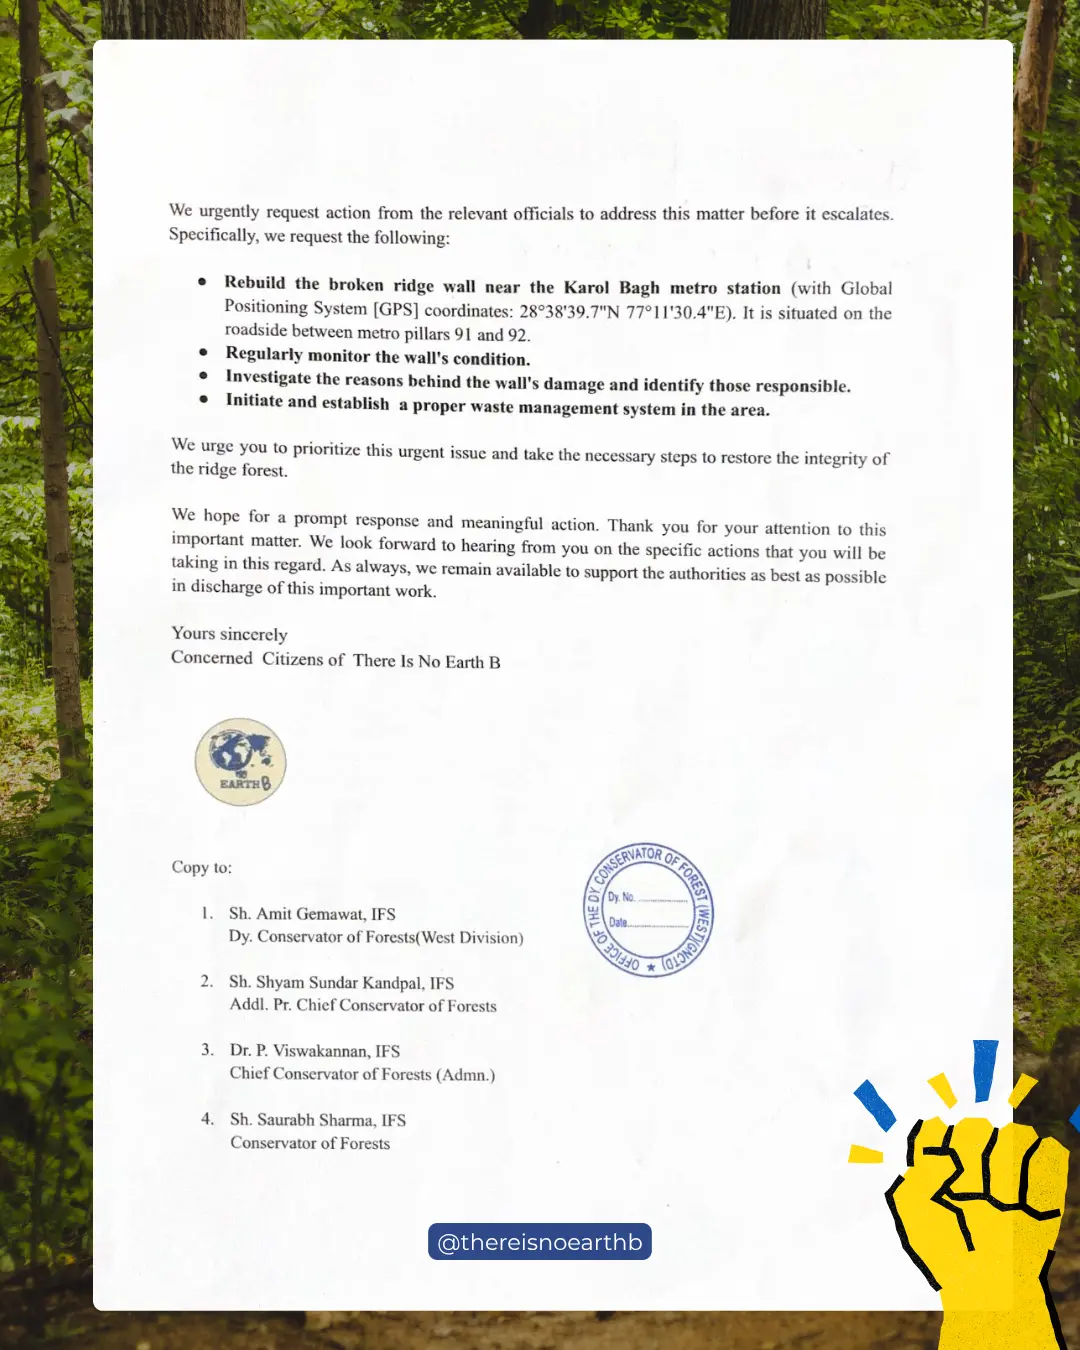 We urgently request action from the relevant officials to address this matter before it escalates.
Specifically, we request the following:
• Rebuild the broken ridge wall near the Karol Bagh metro station (with Global
Positioning System [GPS] coordinates: 28°38'39.7"N 77°11'30.4"E). It is situated on the
roadside between metro pillars 91 and 92.
• Regularly monitor the wall's condition.
• Investigate the reasons behind the wall's damage and identify those responsible.
• Initiate and establish a proper waste management system in the area.
We urge you to prioritize this urgent issue and take the necessary steps to restore the integrity of
the ridge forest.
We hope for a prompt response and meaningful action. Thank you for your attention to this
important matter. We look forward to hearing from you on the specific actions that you will be
taking in this regard. As always, we remain available to support the authorities as best as possible
in discharge of this important work.
Yours sincerely
Concerned Citizens of There Is No Earth B
EARTH B
Copy to:
OFFICE OF THE DY. CONSERVATOR OF FOREST (WEST)(GNCTD)
Dy. No. ....................
Date........................
1. Sh. Amit Gemawat, IFS
Dy. Conservator of Forests(West Division)
2. Sh. Shyam Sundar Kandpal, IFS
Addl. Pr. Chief Conservator of Forests
3. Dr. P. Viswakannan, IFS
Chief Conservator of Forests (Admn.)
4. Sh. Saurabh Sharma, IFS
Conservator of Forests
@thereisnoearthb